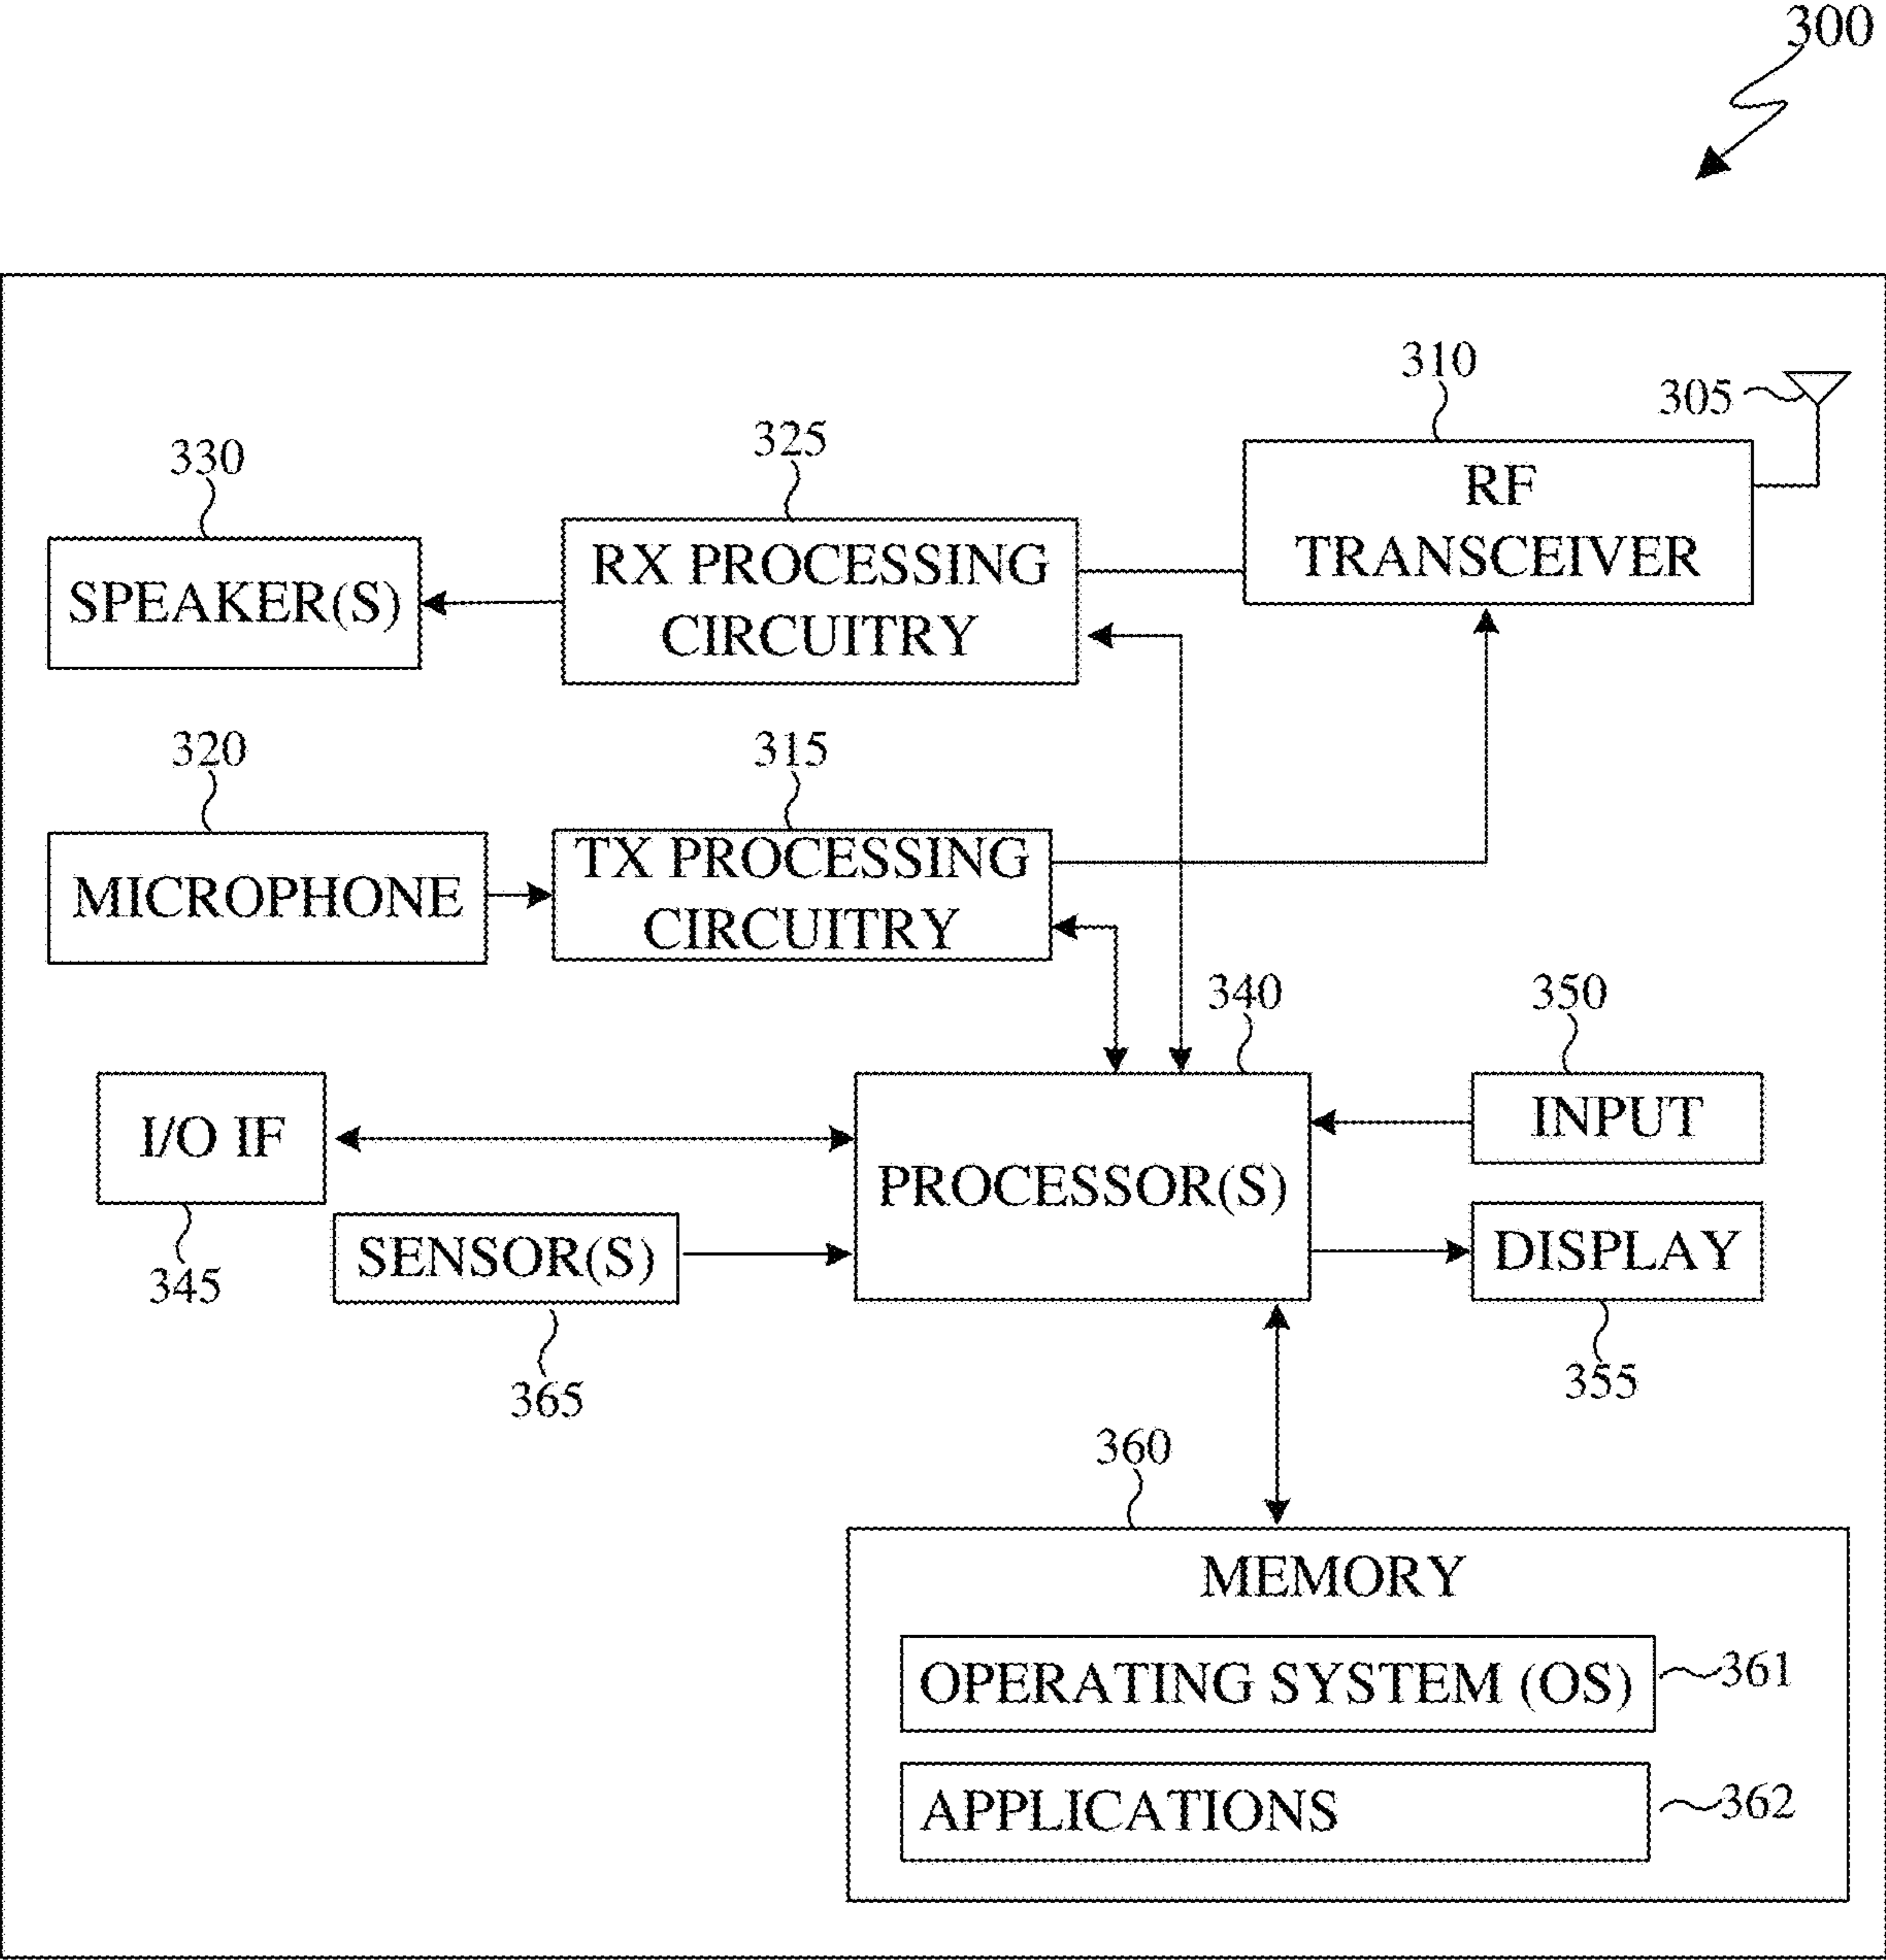 300
310
305
325
330
RF
TRANSCEIVER
RX PROCESSING
CIRCUITRY
SPEAKER(S)
320
315
MICROPHONE
TX PROCESSING
CIRCUITRY
340
350
I/O IF
PROCESSOR(S)
INPUT
345
SENSOR(S)
DISPLAY
365
355
360
MEMORY
OPERATING SYSTEM (OS)
361
APPLICATIONS
362